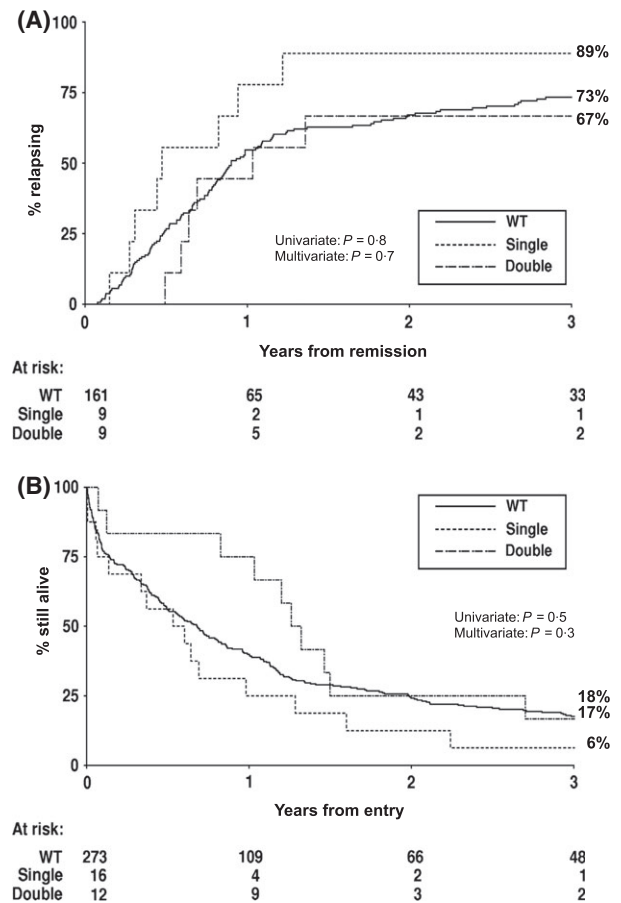 (A)
100
75
50
25
0
% relapsing
89%
73%
67%
Univariate: P = 0·8
Multivariate: P = 0·7
WT
Single
Double
0 1 2 3
Years from remission
At risk:
WT 161 65 43 33
Single 9 2 1 1
Double 9 5 2 2
(B)
100
75
50
25
0
% still alive
WT
Single
Double
Univariate: P = 0·5
Multivariate: P = 0·3
18%
17%
6%
0 1 2 3
Years from entry
At risk:
WT 273 109 66 48
Single 16 4 2 1
Double 12 9 3 2